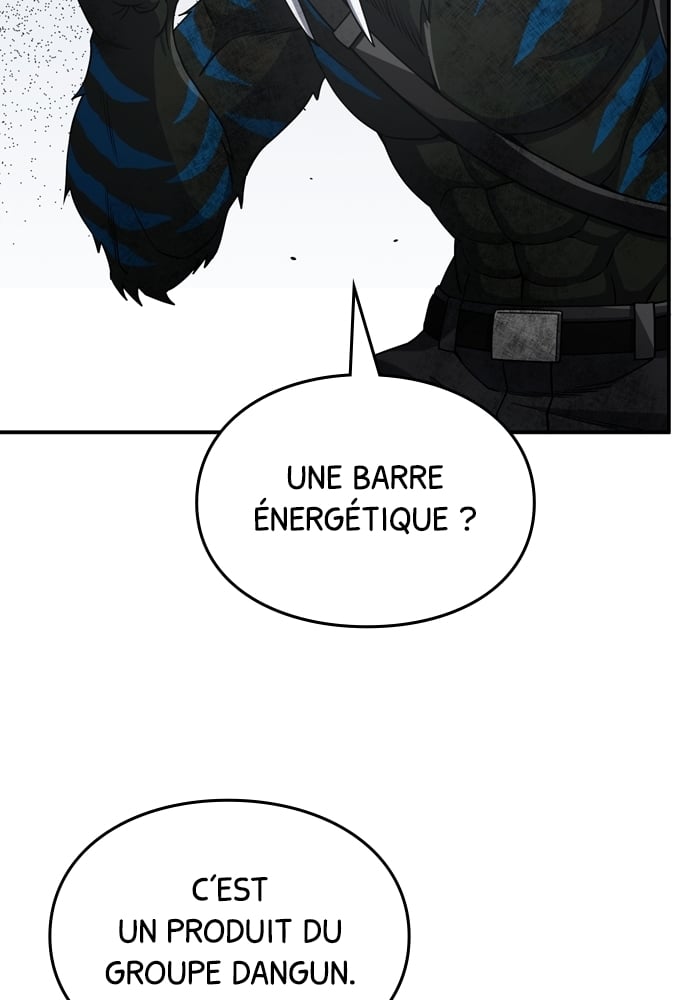 UNE BARRE
ÉNERGÉTIQUE ?
C'EST
UN PRODUIT DU
GROUPE DANGUN.